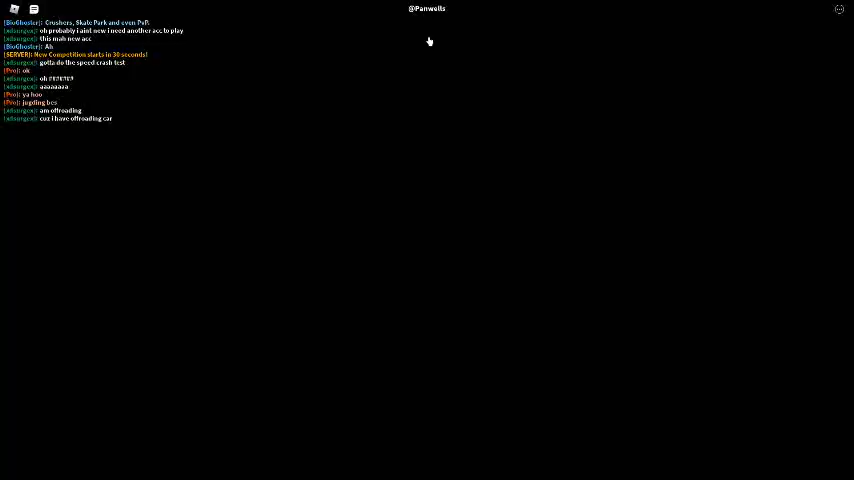 @Panwells
[BioGhoster]: Crushers, Skate Park and even PvP.
[xdsurgex]: oh probably i aint new i need another acc to play
[xdsurgex]: this mah new acc
[BioGhoster]: Ah
[SERVER]: New Competition starts in 30 seconds!
[xdsurgex]: gotta do the speed crash test
[Pro]: ok
[xdsurgex]: oh #######
[xdsurgex]: aaaaaaaa
[Pro]: ya hoo
[Pro]: jugding bes
[xdsurgex]: am offroading
[xdsurgex]: cuz i have offroading car